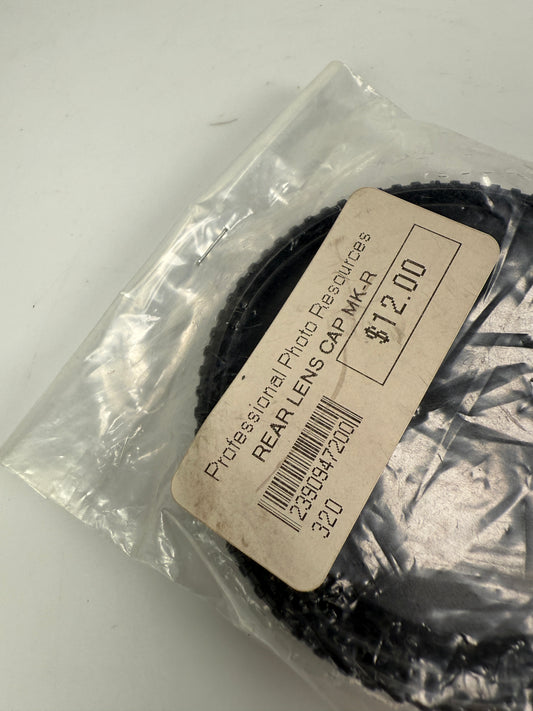 Professional Photo Resources
REAR LENS CAP MK-R
$12.00
2390947200
320